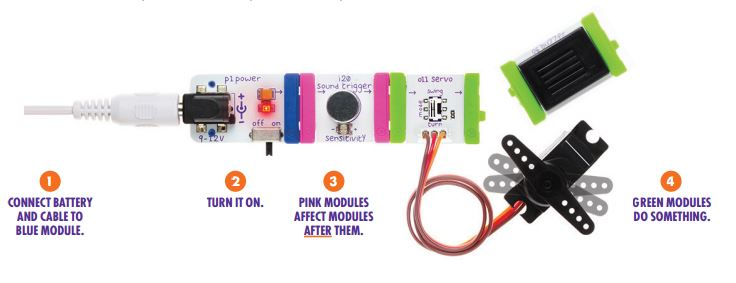 p1 power
+
-
off on
9-12V
i20
sound trigger
sensitivity
o11 servo
swing
mode
turn
1
CONNECT BATTERY
AND CABLE TO
BLUE MODULE.
2
TURN IT ON.
3
PINK MODULES
AFFECT MODULES
AFTER THEM.
4
GREEN MODULES
DO SOMETHING.